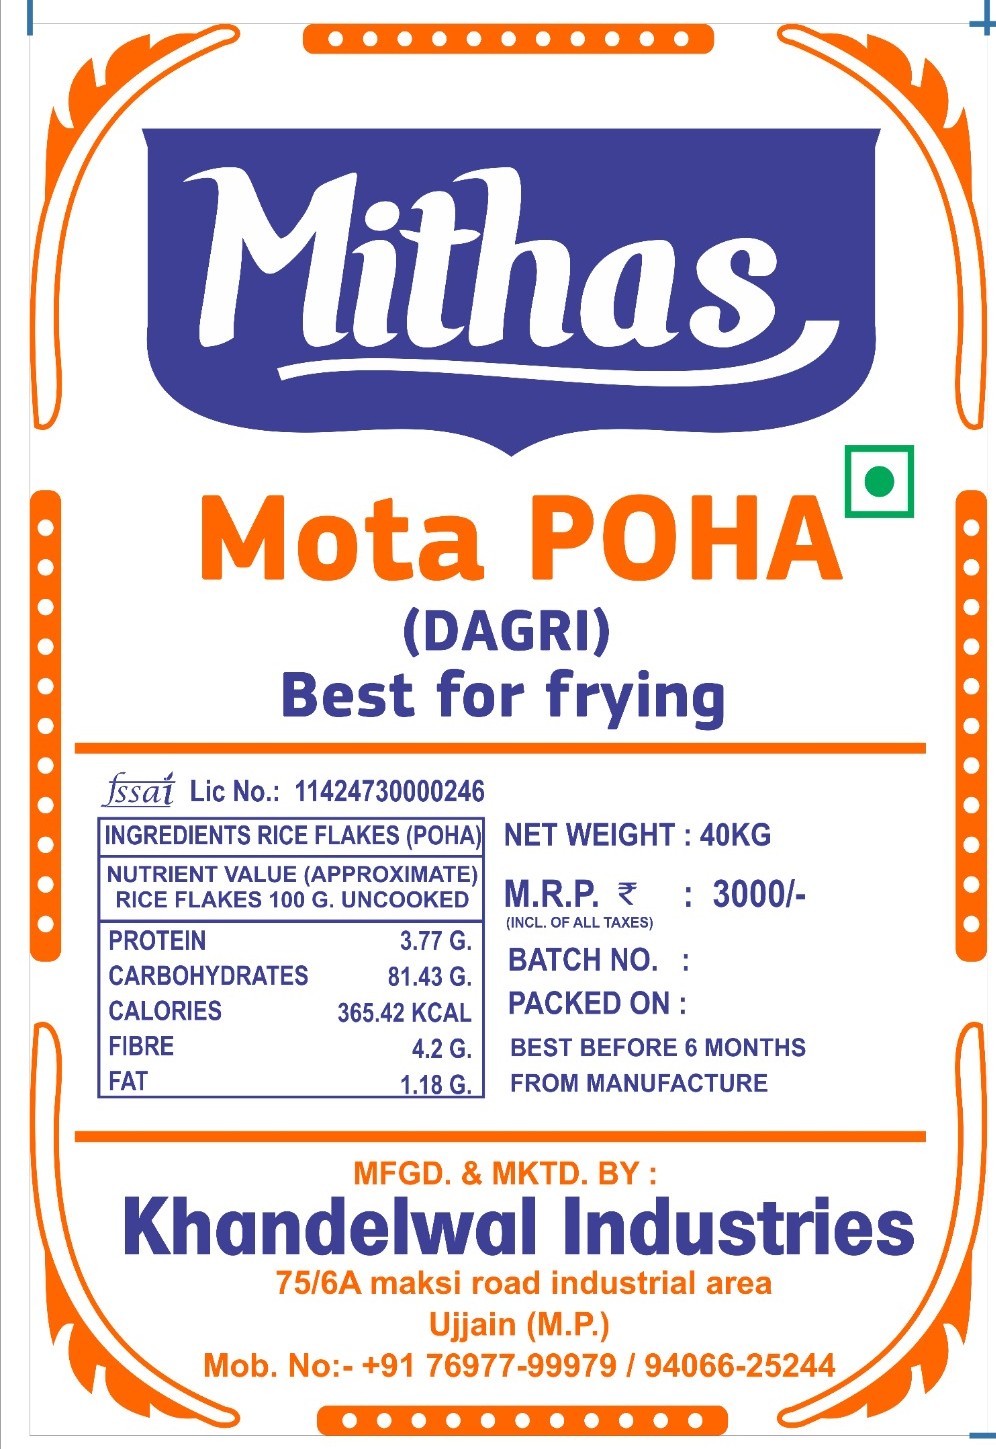 Mithas
Mota POHA
(DAGRI)
Best for frying
fssai Lic No.: 11424730000246
INGREDIENTS RICE FLAKES (POHA)
NUTRIENT VALUE (APPROXIMATE)
RICE FLAKES 100 G. UNCOOKED
PROTEIN 3.77 G.
CARBOHYDRATES 81.43 G.
CALORIES 365.42 KCAL
FIBRE 4.2 G.
FAT 1.18 G.
NET WEIGHT : 40KG
M.R.P. ₹ : 3000/-
(INCL. OF ALL TAXES)
BATCH NO. :
PACKED ON :
BEST BEFORE 6 MONTHS
FROM MANUFACTURE
MFGD. & MKTD. BY :
Khandelwal Industries
75/6A maksi road industrial area
Ujjain (M.P.)
Mob. No:- +91 76977-99979 / 94066-25244